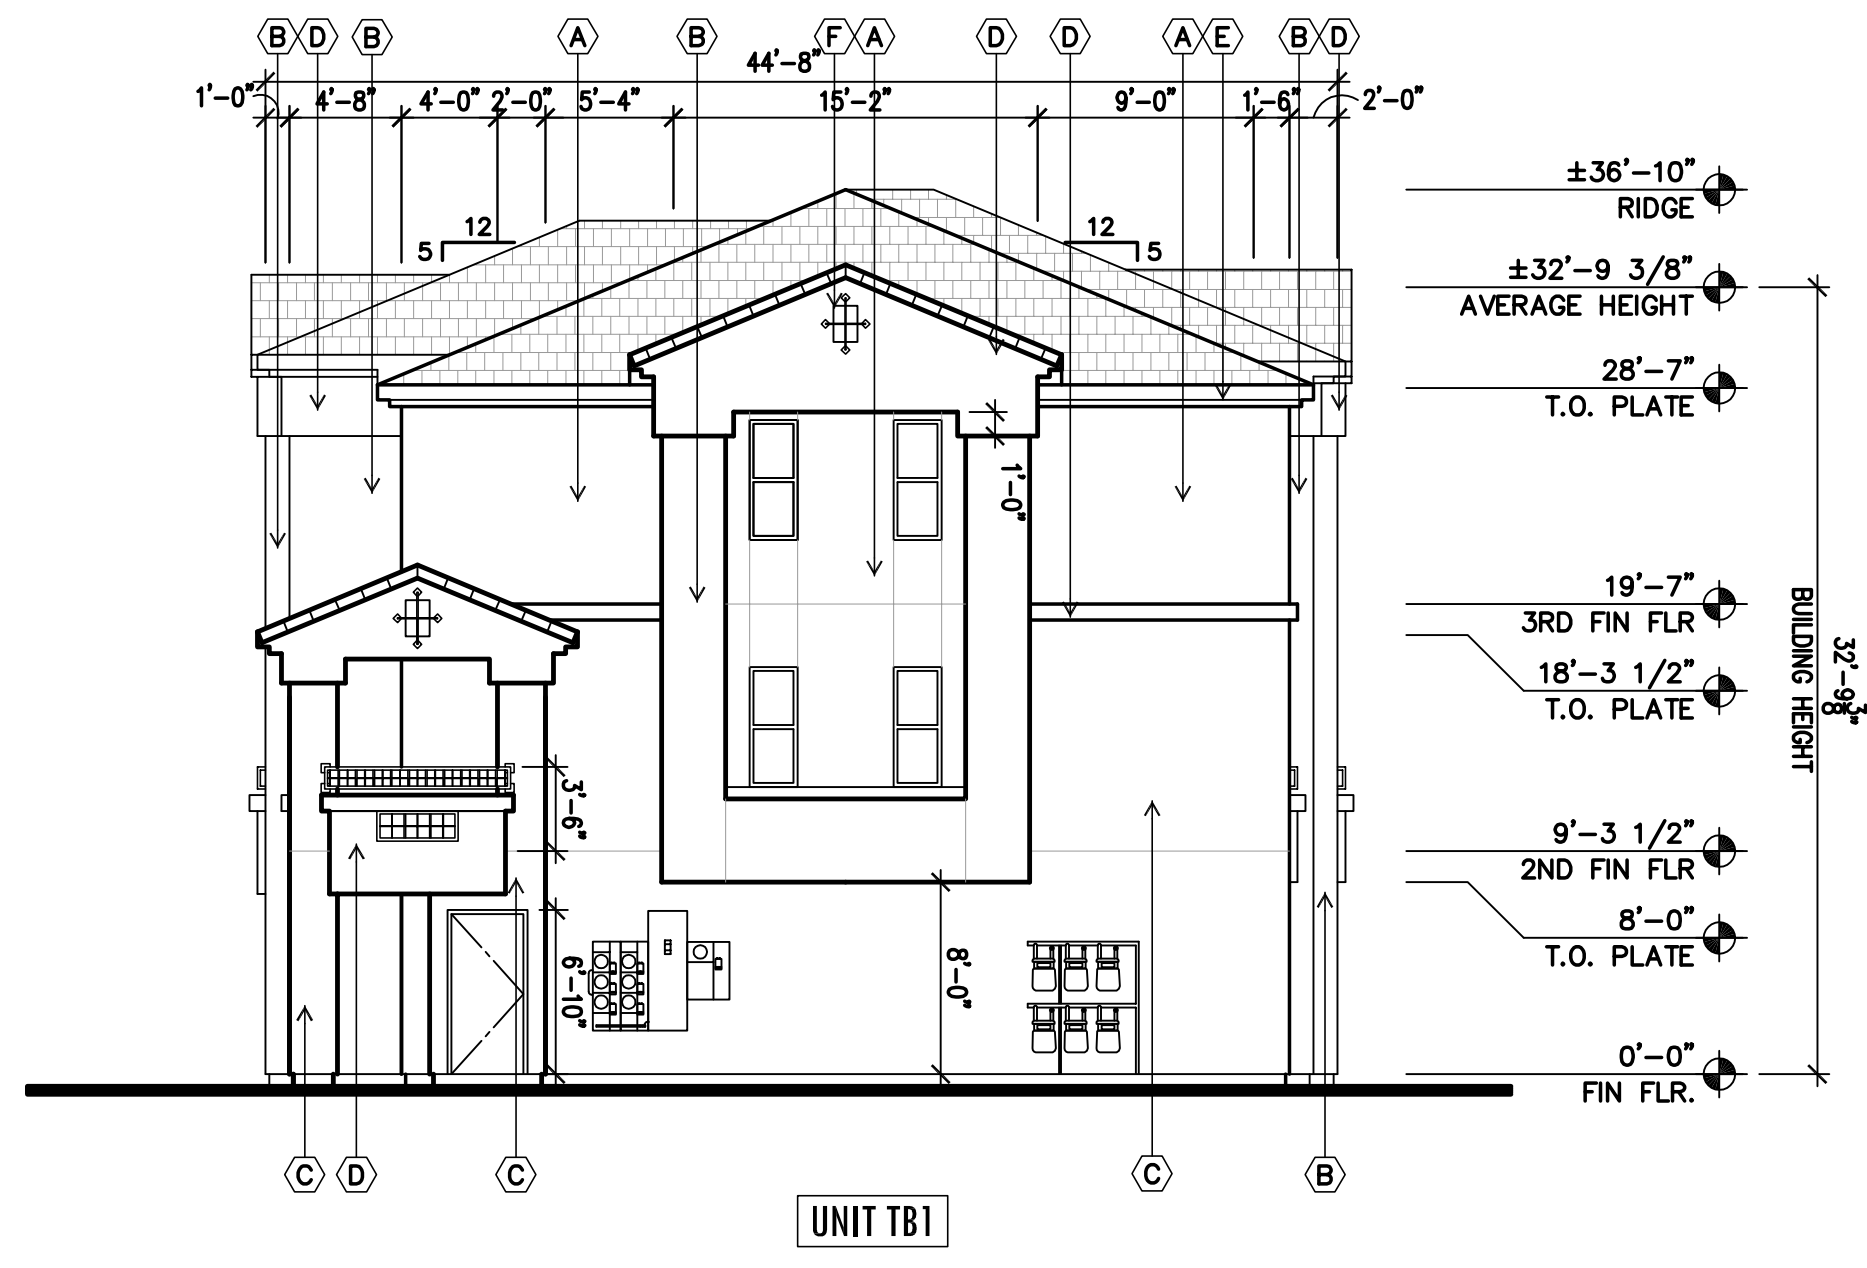 B D B A B F A D D A E B D
44'-8"
1'-0" 4'-8" 4'-0" 2'-0" 5'-4" 15'-2" 9'-0" 1'-6" 2'-0"
±36'-10"
RIDGE
12 12
5 5
±32'-9 3/8"
AVERAGE HEIGHT
28'-7"
T.O. PLATE
1'-0"
19'-7"
3RD FIN FLR
BUILDING HEIGHT
32'-9 3/8"
18'-3 1/2"
T.O. PLATE
3'-6"
9'-3 1/2"
2ND FIN FLR
8'-0"
T.O. PLATE
6'-10"
8'-0"
0'-0"
FIN FLR.
C D C C B
UNIT TB1